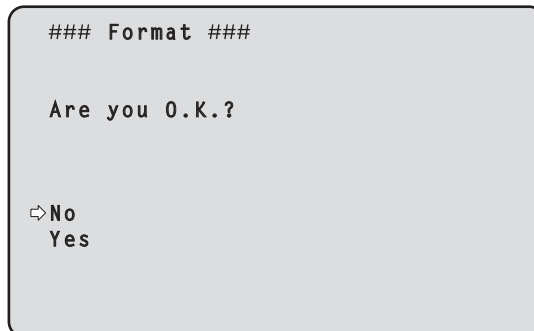 ### Format ###
Are you O.K.?
⇨No
Yes